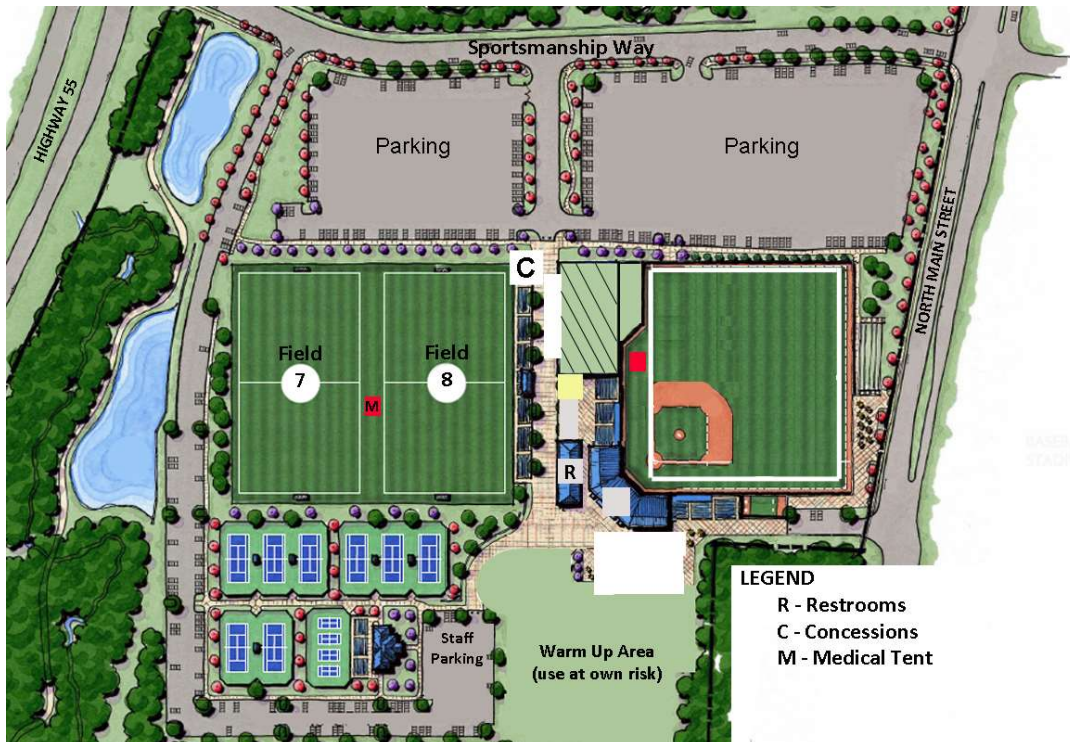 Sportsmanship Way
HIGHWAY 55
Parking
Parking
NORTH MAIN STREET
C
Field
7
Field
8
M
R
LEGEND
R - Restrooms
C - Concessions
M - Medical Tent
Staff
Parking
Warm Up Area
(use at own risk)